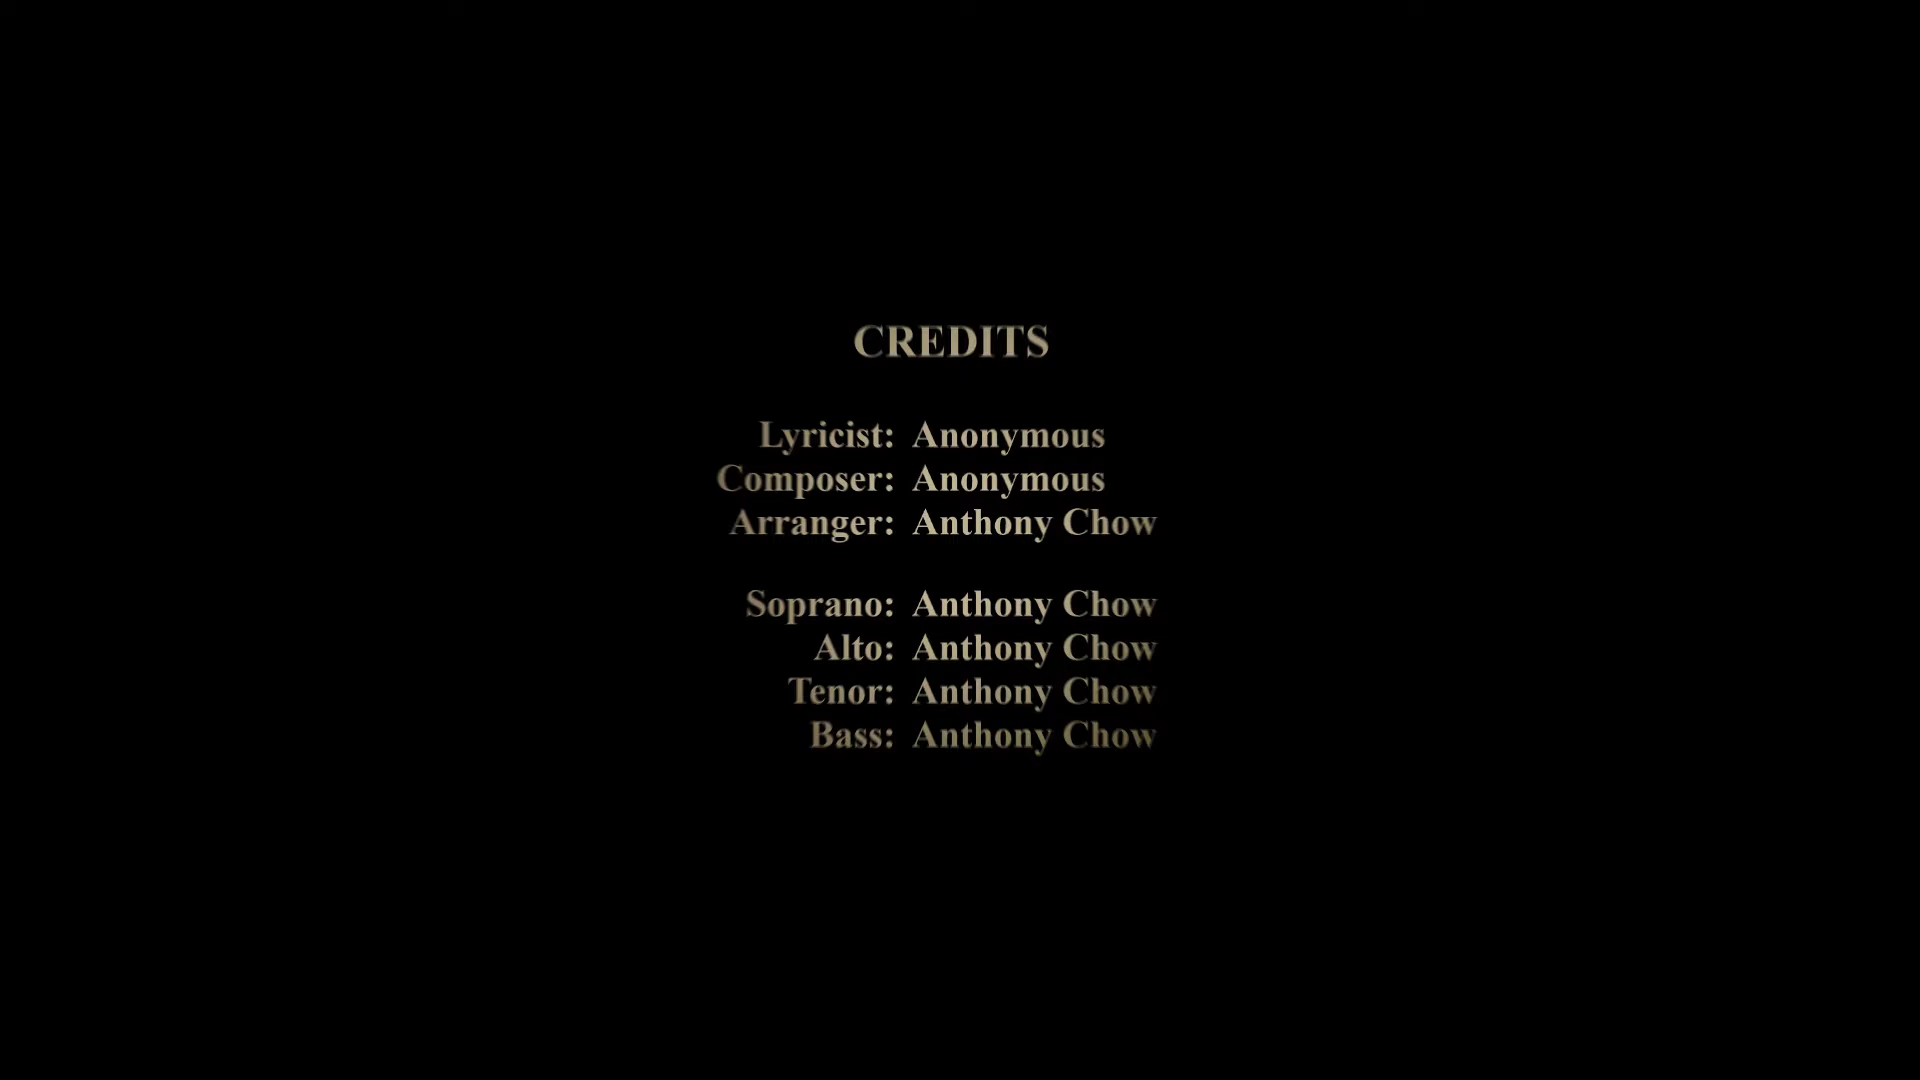 CREDITS
Lyricist: Anonymous
Composer: Anonymous
Arranger: Anthony Chow
Soprano: Anthony Chow
Alto: Anthony Chow
Tenor: Anthony Chow
Bass: Anthony Chow